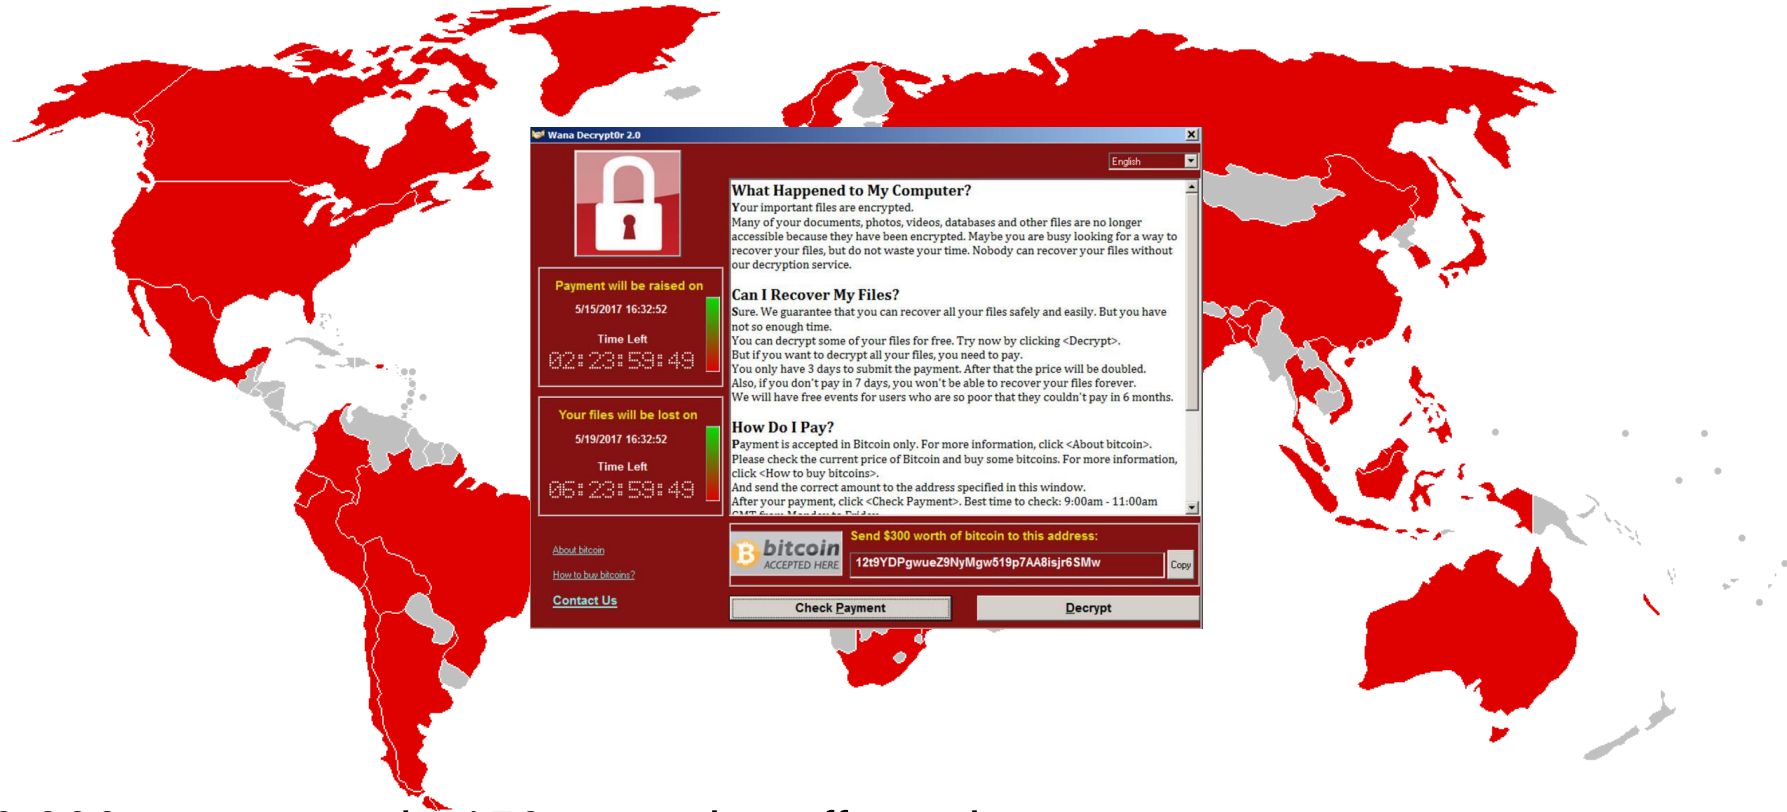 Wana Decrypt0r 2.0
English
Payment will be raised on
5/15/2017 16:32:52
Time Left
02:23:59:49
Your files will be lost on
5/19/2017 16:32:52
Time Left
06:23:59:49
About bitcoin
How to buy bitcoins?
Contact Us
What Happened to My Computer?
Your important files are encrypted.
Many of your documents, photos, videos, databases and other files are no longer
accessible because they have been encrypted. Maybe you are busy looking for a way to
recover your files, but do not waste your time. Nobody can recover your files without
our decryption service.
Can I Recover My Files?
Sure. We guarantee that you can recover all your files safely and easily. But you have
not so enough time.
You can decrypt some of your files for free. Try now by clicking <Decrypt>.
But if you want to decrypt all your files, you need to pay.
You only have 3 days to submit the payment. After that the price will be doubled.
Also, if you don't pay in 7 days, you won't be able to recover your files forever.
We will have free events for users who are so poor that they couldn't pay in 6 months.
How Do I Pay?
Payment is accepted in Bitcoin only. For more information, click <About bitcoin>.
Please check the current price of Bitcoin and buy some bitcoins. For more information,
click <How to buy bitcoins>.
And send the correct amount to the address specified in this window.
After your payment, click <Check Payment>. Best time to check: 9:00am - 11:00am
GMT from Monday to Friday
bitcoin
ACCEPTED HERE
Send $300 worth of bitcoin to this address:
12t9YDPgwueZ9NyMgw519p7AA8isjr6SMw
Copy
Check Payment
Decrypt